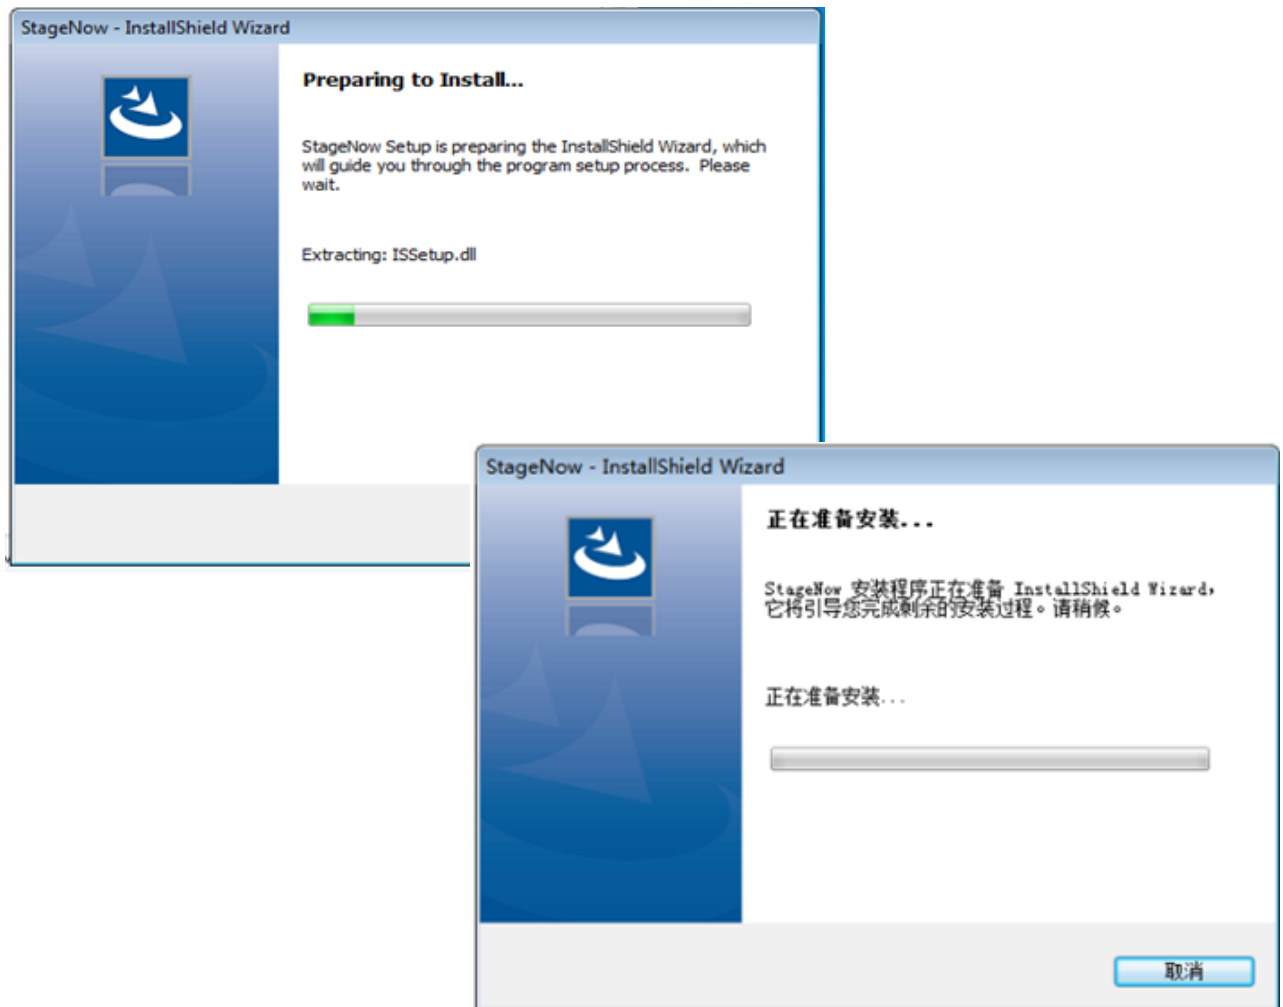 StageNow - InstallShield Wizard
Preparing to Install...
StageNow Setup is preparing the InstallShield Wizard, which
will guide you through the program setup process. Please
wait.
Extracting: ISSetup.dll
StageNow - InstallShield Wizard
正在准备安装...
StageNow 安装程序正在准备 InstallShield Wizard，
它将引导您完成剩余的安装过程。请稍候。
正在准备安装...
取消